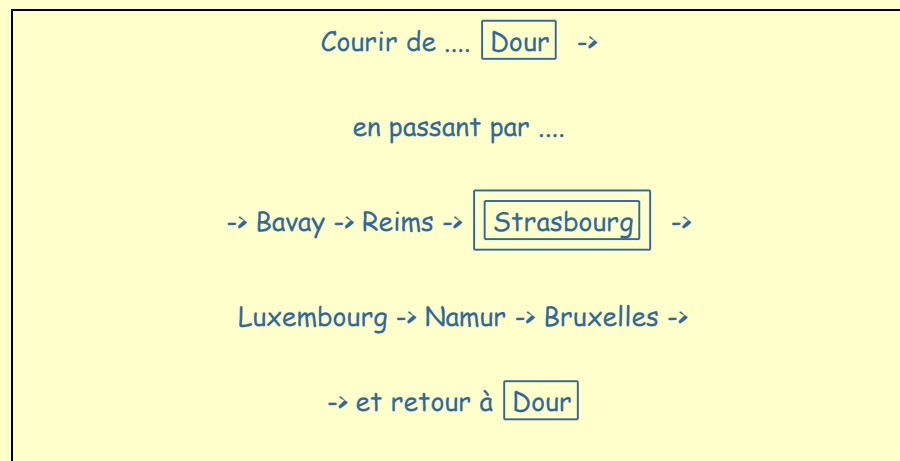 Courir de .... Dour ->
en passant par ....
-> Bavay -> Reims -> Strasbourg ->
Luxembourg -> Namur -> Bruxelles ->
-> et retour à Dour